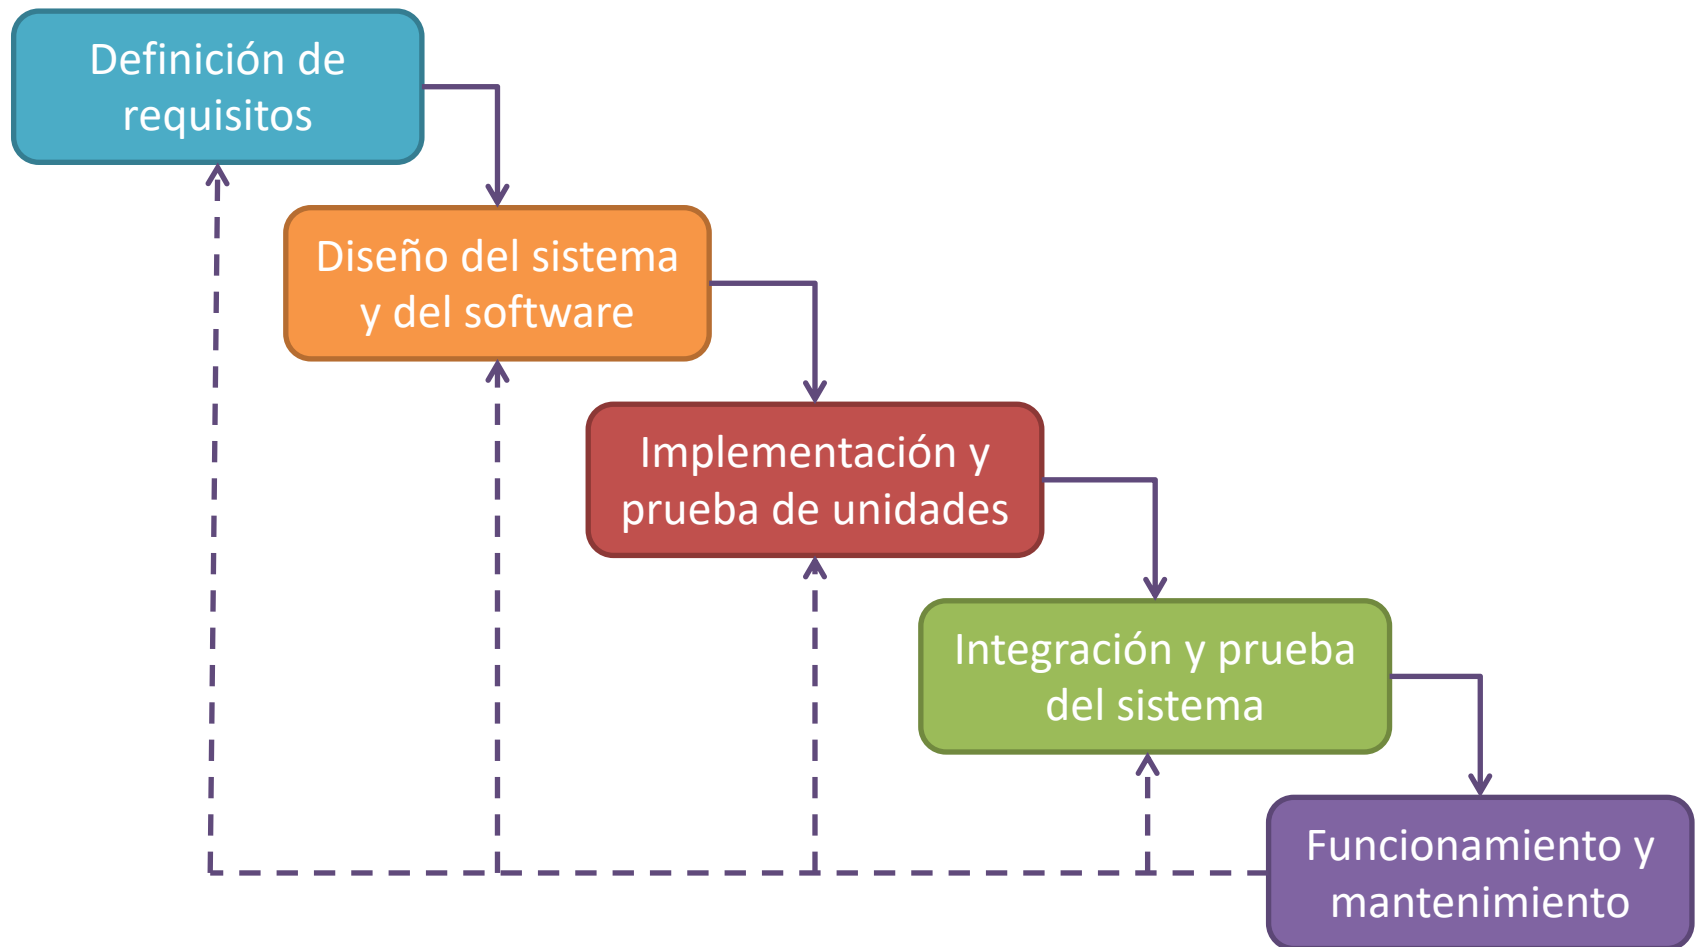 Definición de
requisitos
Diseño del sistema
y del software
Implementación y
prueba de unidades
Integración y prueba
del sistema
Funcionamiento y
mantenimiento